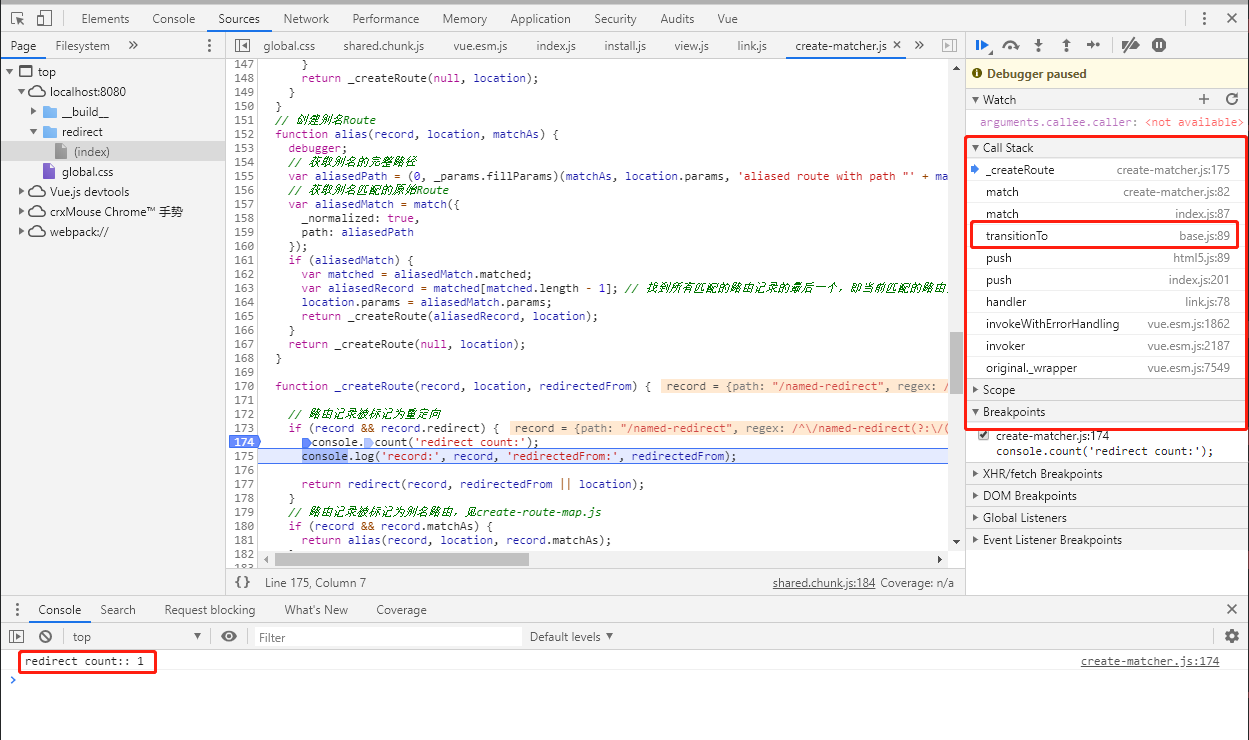 Elements Console Sources Network Performance Memory Application Security Audits Vue
Page Filesystem »
global.css shared.chunk.js vue.esm.js index.js install.js view.js link.js create-matcher.js × »
top
localhost:8080
__build__
redirect
(index)
global.css
Vue.js devtools
crxMouse Chrome™ 手势
webpack://
147 }
148 return _createRoute(null, location);
149 }
150 }
151 // 创建别名Route
152 function alias(record, location, matchAs) {
153 debugger;
154 // 获取别名的完整路径
155 var aliasedPath = (0, _params.fillParams)(matchAs, location.params, 'aliased route with path "' + ma
156 // 获取别名匹配的原始Route
157 var aliasedMatch = match({
158 _normalized: true,
159 path: aliasedPath
160 });
161 if (aliasedMatch) {
162 var matched = aliasedMatch.matched;
163 var aliasedRecord = matched[matched.length - 1]; // 找到所有匹配的路由记录的最后一个，即当前匹配的路由
164 location.params = aliasedMatch.params;
165 return _createRoute(aliasedRecord, location);
166 }
167 return _createRoute(null, location);
168 }
169
170 function _createRoute(record, location, redirectedFrom) { record = {path: "/named-redirect", regex: /
171
172 // 路由记录被标记为重定向
173 if (record && record.redirect) { record = {path: "/named-redirect", regex: /^\/named-redirect(?:\/(
174 console.count('redirect count:');
175 console.log('record:', record, 'redirectedFrom:', redirectedFrom);
176
177 return redirect(record, redirectedFrom || location);
178 }
179 // 路由记录被标记为别名路由，见create-route-map.js
180 if (record && record.matchAs) {
181 return alias(record, location, record.matchAs);
182
183
{} Line 175, Column 7 shared.chunk.js:184 Coverage: n/a
Debugger paused
Watch
arguments.callee.caller: <not available>
Call Stack
_createRoute create-matcher.js:175
match create-matcher.js:82
match index.js:87
transitionTo base.js:89
push html5.js:89
push index.js:201
handler link.js:78
invokeWithErrorHandling vue.esm.js:1862
invoker vue.esm.js:2187
original._wrapper vue.esm.js:7549
Scope
Breakpoints
create-matcher.js:174
console.count('redirect count:');
XHR/fetch Breakpoints
DOM Breakpoints
Global Listeners
Event Listener Breakpoints
Console Search Request blocking What's New Coverage
top Filter Default levels
redirect count:: 1 create-matcher.js:174